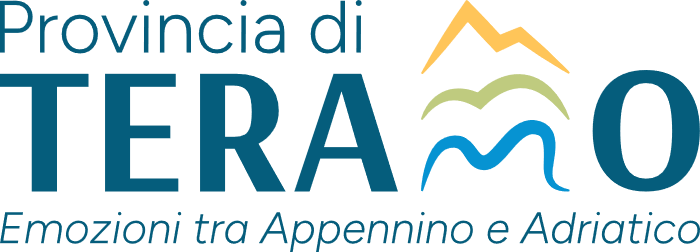 Provincia di
TERAMO
Emozioni tra Appennino e Adriatico